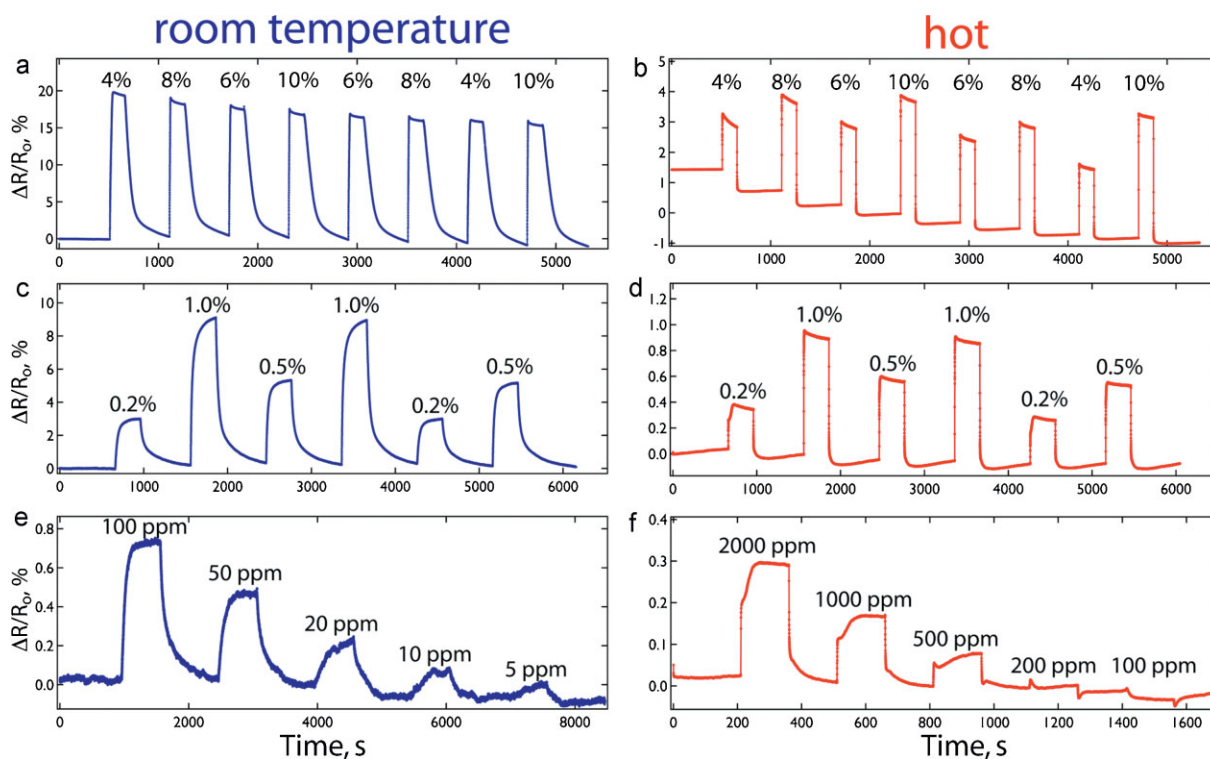 room temperature
hot
a
4% 8% 6% 10% 6% 8% 4% 10%
20
15
10
5
0
0 1000 2000 3000 4000 5000
ΔR/Ro, %
b
4% 8% 6% 10% 6% 8% 4% 10%
5
4
3
2
1
0
-1
0 1000 2000 3000 4000 5000
c
0.2% 1.0% 0.5% 1.0% 0.2% 0.5%
10
8
6
4
2
0
0 1000 2000 3000 4000 5000 6000
ΔR/Ro, %
d
0.2% 1.0% 0.5% 1.0% 0.2% 0.5%
1.2
1.0
0.8
0.6
0.4
0.2
0.0
0 1000 2000 3000 4000 5000 6000
e
100 ppm 50 ppm 20 ppm 10 ppm 5 ppm
0.8
0.6
0.4
0.2
0.0
0 2000 4000 6000 8000
ΔR/Ro, %
Time, s
f
2000 ppm 1000 ppm 500 ppm 200 ppm 100 ppm
0.4
0.3
0.2
0.1
0.0
0 200 400 600 800 1000 1200 1400 1600
Time, s